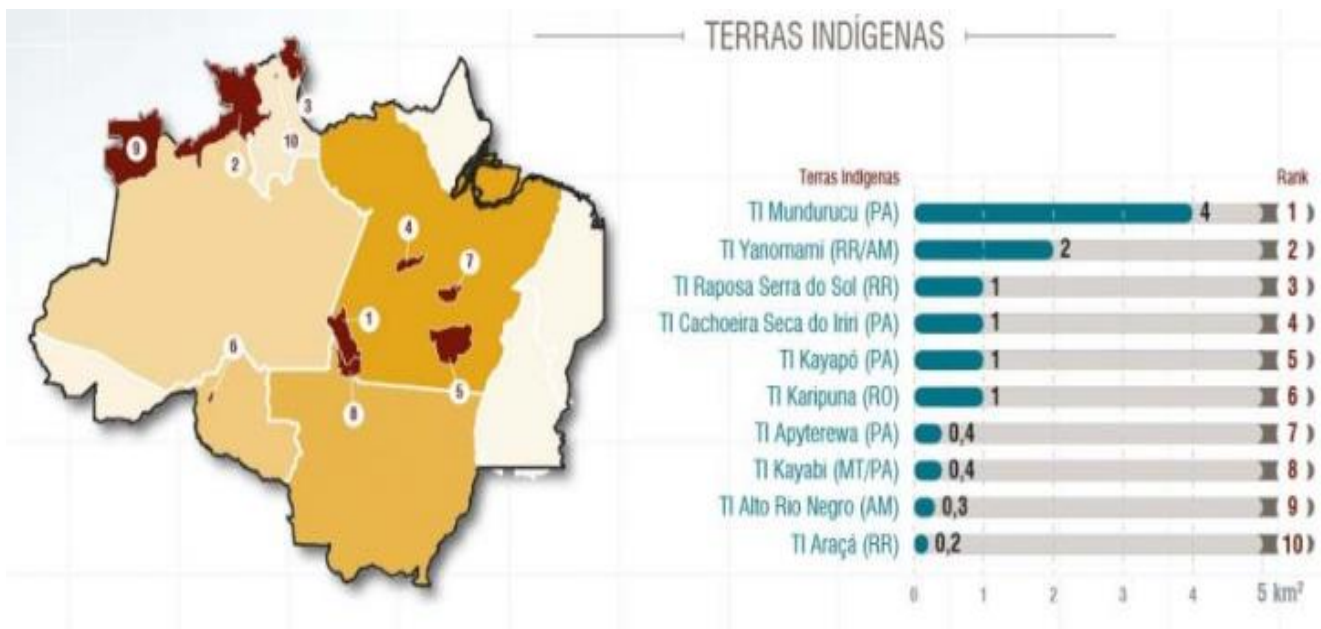 TERRAS INDÍGENAS
3
9
10
2
4
7
1
6
5
8
Terras Indígenas Rank
TI Mundurucu (PA) 4 1
TI Yanomami (RR/AM) 2 2
TI Raposa Serra do Sol (RR) 1 3
TI Cachoeira Seca do Iriri (PA) 1 4
TI Kayapó (PA) 1 5
TI Karipuna (RO) 1 6
TI Apyterewa (PA) 0,4 7
TI Kayabi (MT/PA) 0,4 8
TI Alto Rio Negro (AM) 0,3 9
TI Araçá (RR) 0,2 10
0 1 2 3 4 5 km²